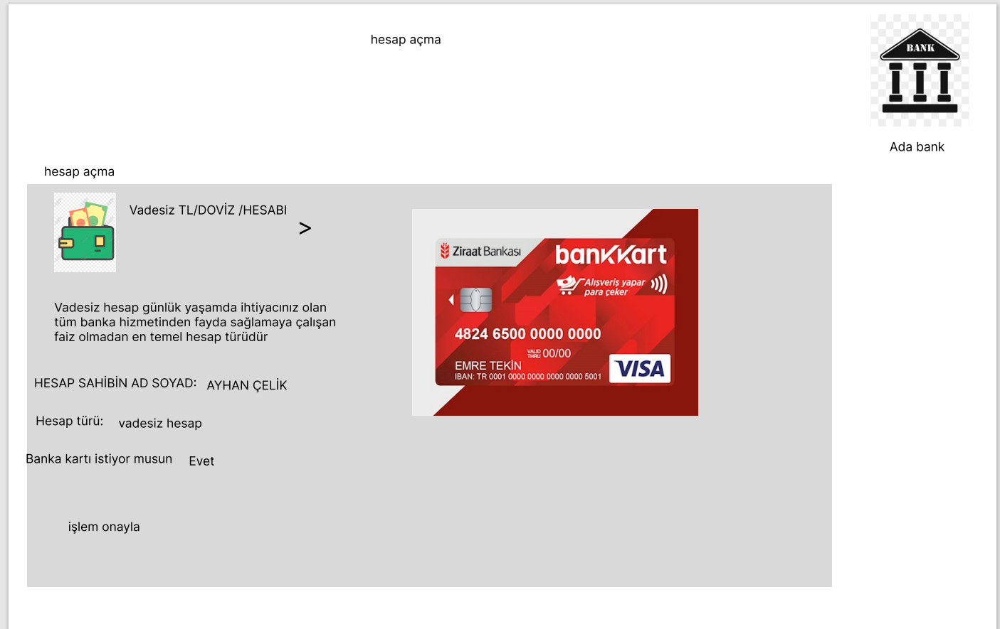 hesap açma
BANK
Ada bank
hesap açma
Vadesiz TL/DOVİZ /HESABI
>
Vadesiz hesap günlük yaşamda ihtiyacınız olan
tüm banka hizmetinden fayda sağlamaya çalışan
faiz olmadan en temel hesap türüdür
HESAP SAHİBİN AD SOYAD: AYHAN ÇELİK
Hesap türü: vadesiz hesap
Banka kartı istiyor musun Evet
işlem onayla
Ziraat Bankası
bankkart
Alışveriş yapar
para çeker
4824 6500 0000 0000
VALID THRU 00/00
EMRE TEKİN
IBAN: TR 0001 0000 0000 0000 0000 5001
VISA